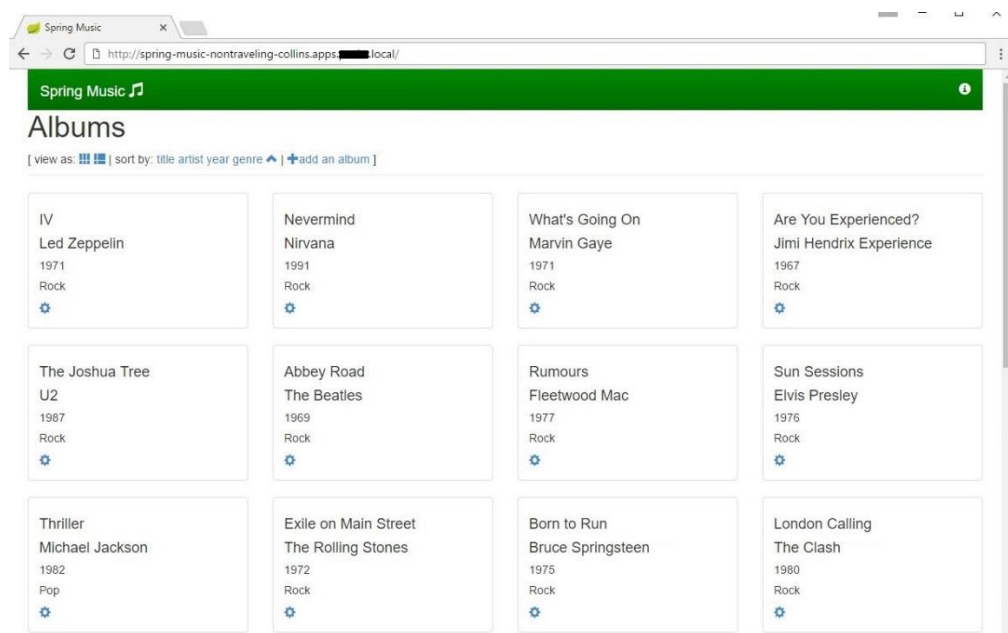 Spring Music
http://spring-music-nontraveling-collins.apps. .local/
Spring Music
Albums
[ view as: | sort by: title artist year genre | add an album ]
IV
Led Zeppelin
1971
Rock
Nevermind
Nirvana
1991
Rock
What's Going On
Marvin Gaye
1971
Rock
Are You Experienced?
Jimi Hendrix Experience
1967
Rock
The Joshua Tree
U2
1987
Rock
Abbey Road
The Beatles
1969
Rock
Rumours
Fleetwood Mac
1977
Rock
Sun Sessions
Elvis Presley
1976
Rock
Thriller
Michael Jackson
1982
Pop
Exile on Main Street
The Rolling Stones
1972
Rock
Born to Run
Bruce Springsteen
1975
Rock
London Calling
The Clash
1980
Rock